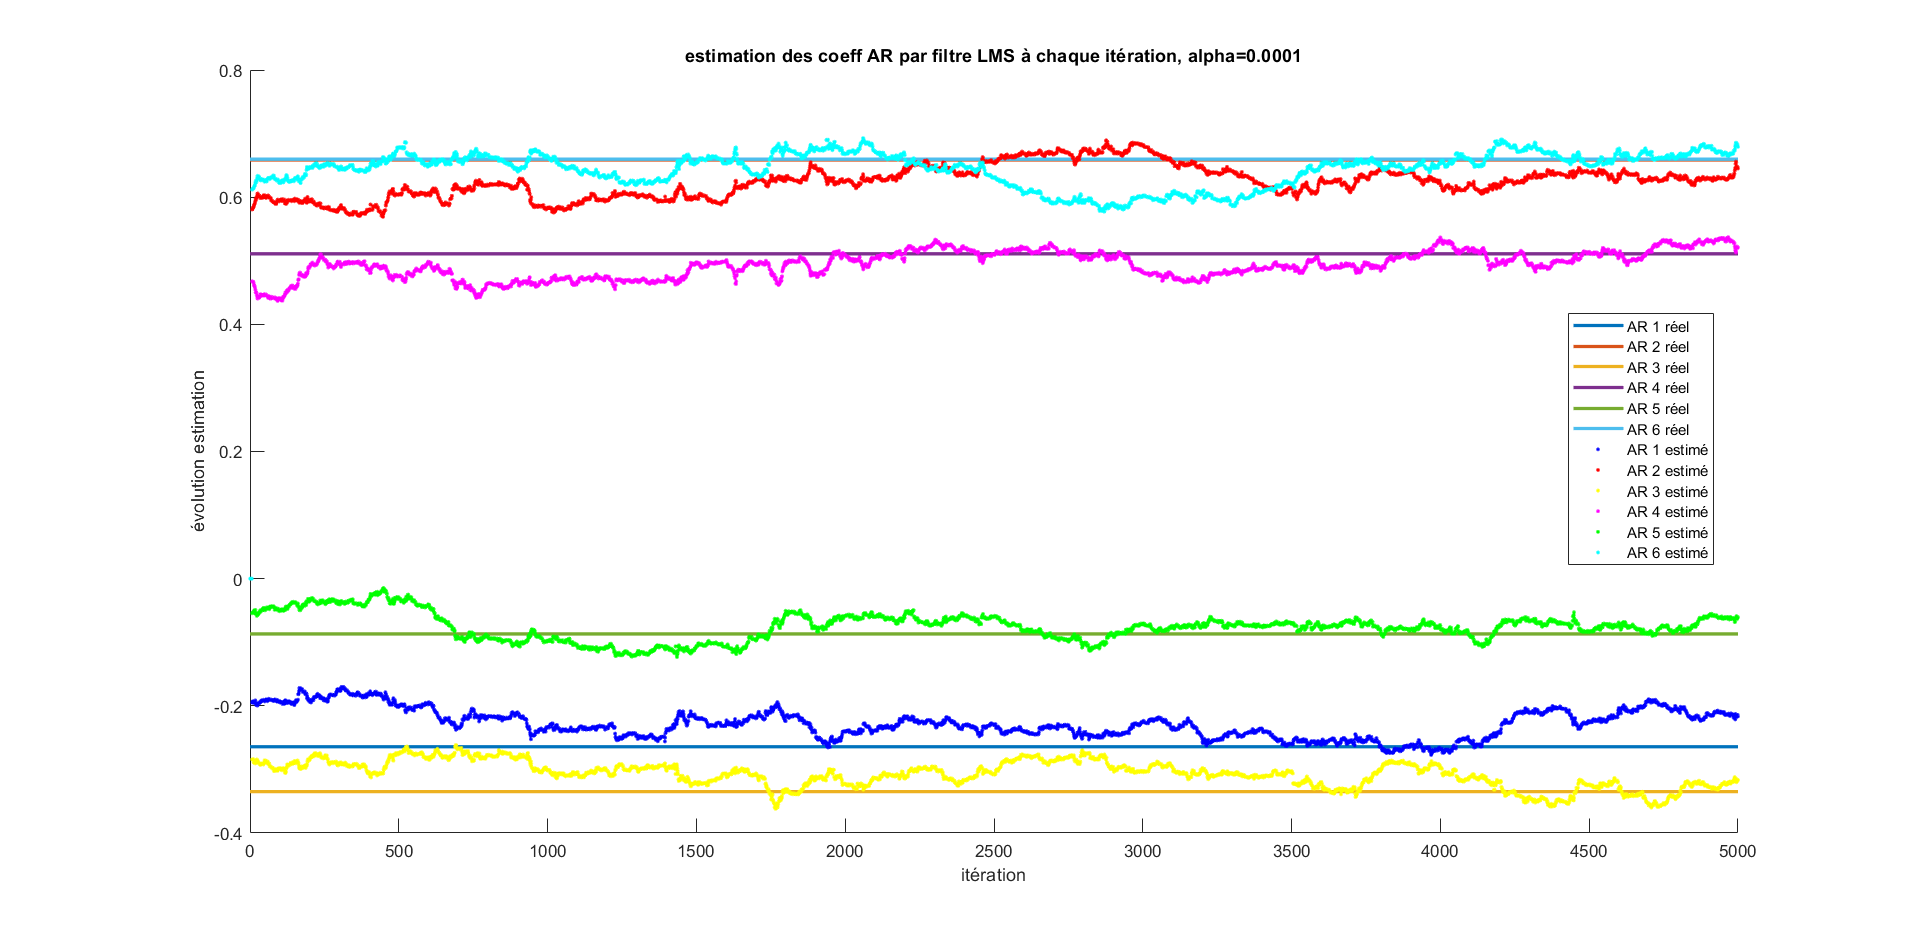 estimation des coeff AR par filtre LMS à chaque itération, alpha=0.0001
0.8
0.6
0.4
0.2
0
-0.2
-0.4
évolution estimation
0
500
1000
1500
2000
2500
3000
3500
4000
4500
5000
itération
AR 1 réel
AR 2 réel
AR 3 réel
AR 4 réel
AR 5 réel
AR 6 réel
AR 1 estimé
AR 2 estimé
AR 3 estimé
AR 4 estimé
AR 5 estimé
AR 6 estimé